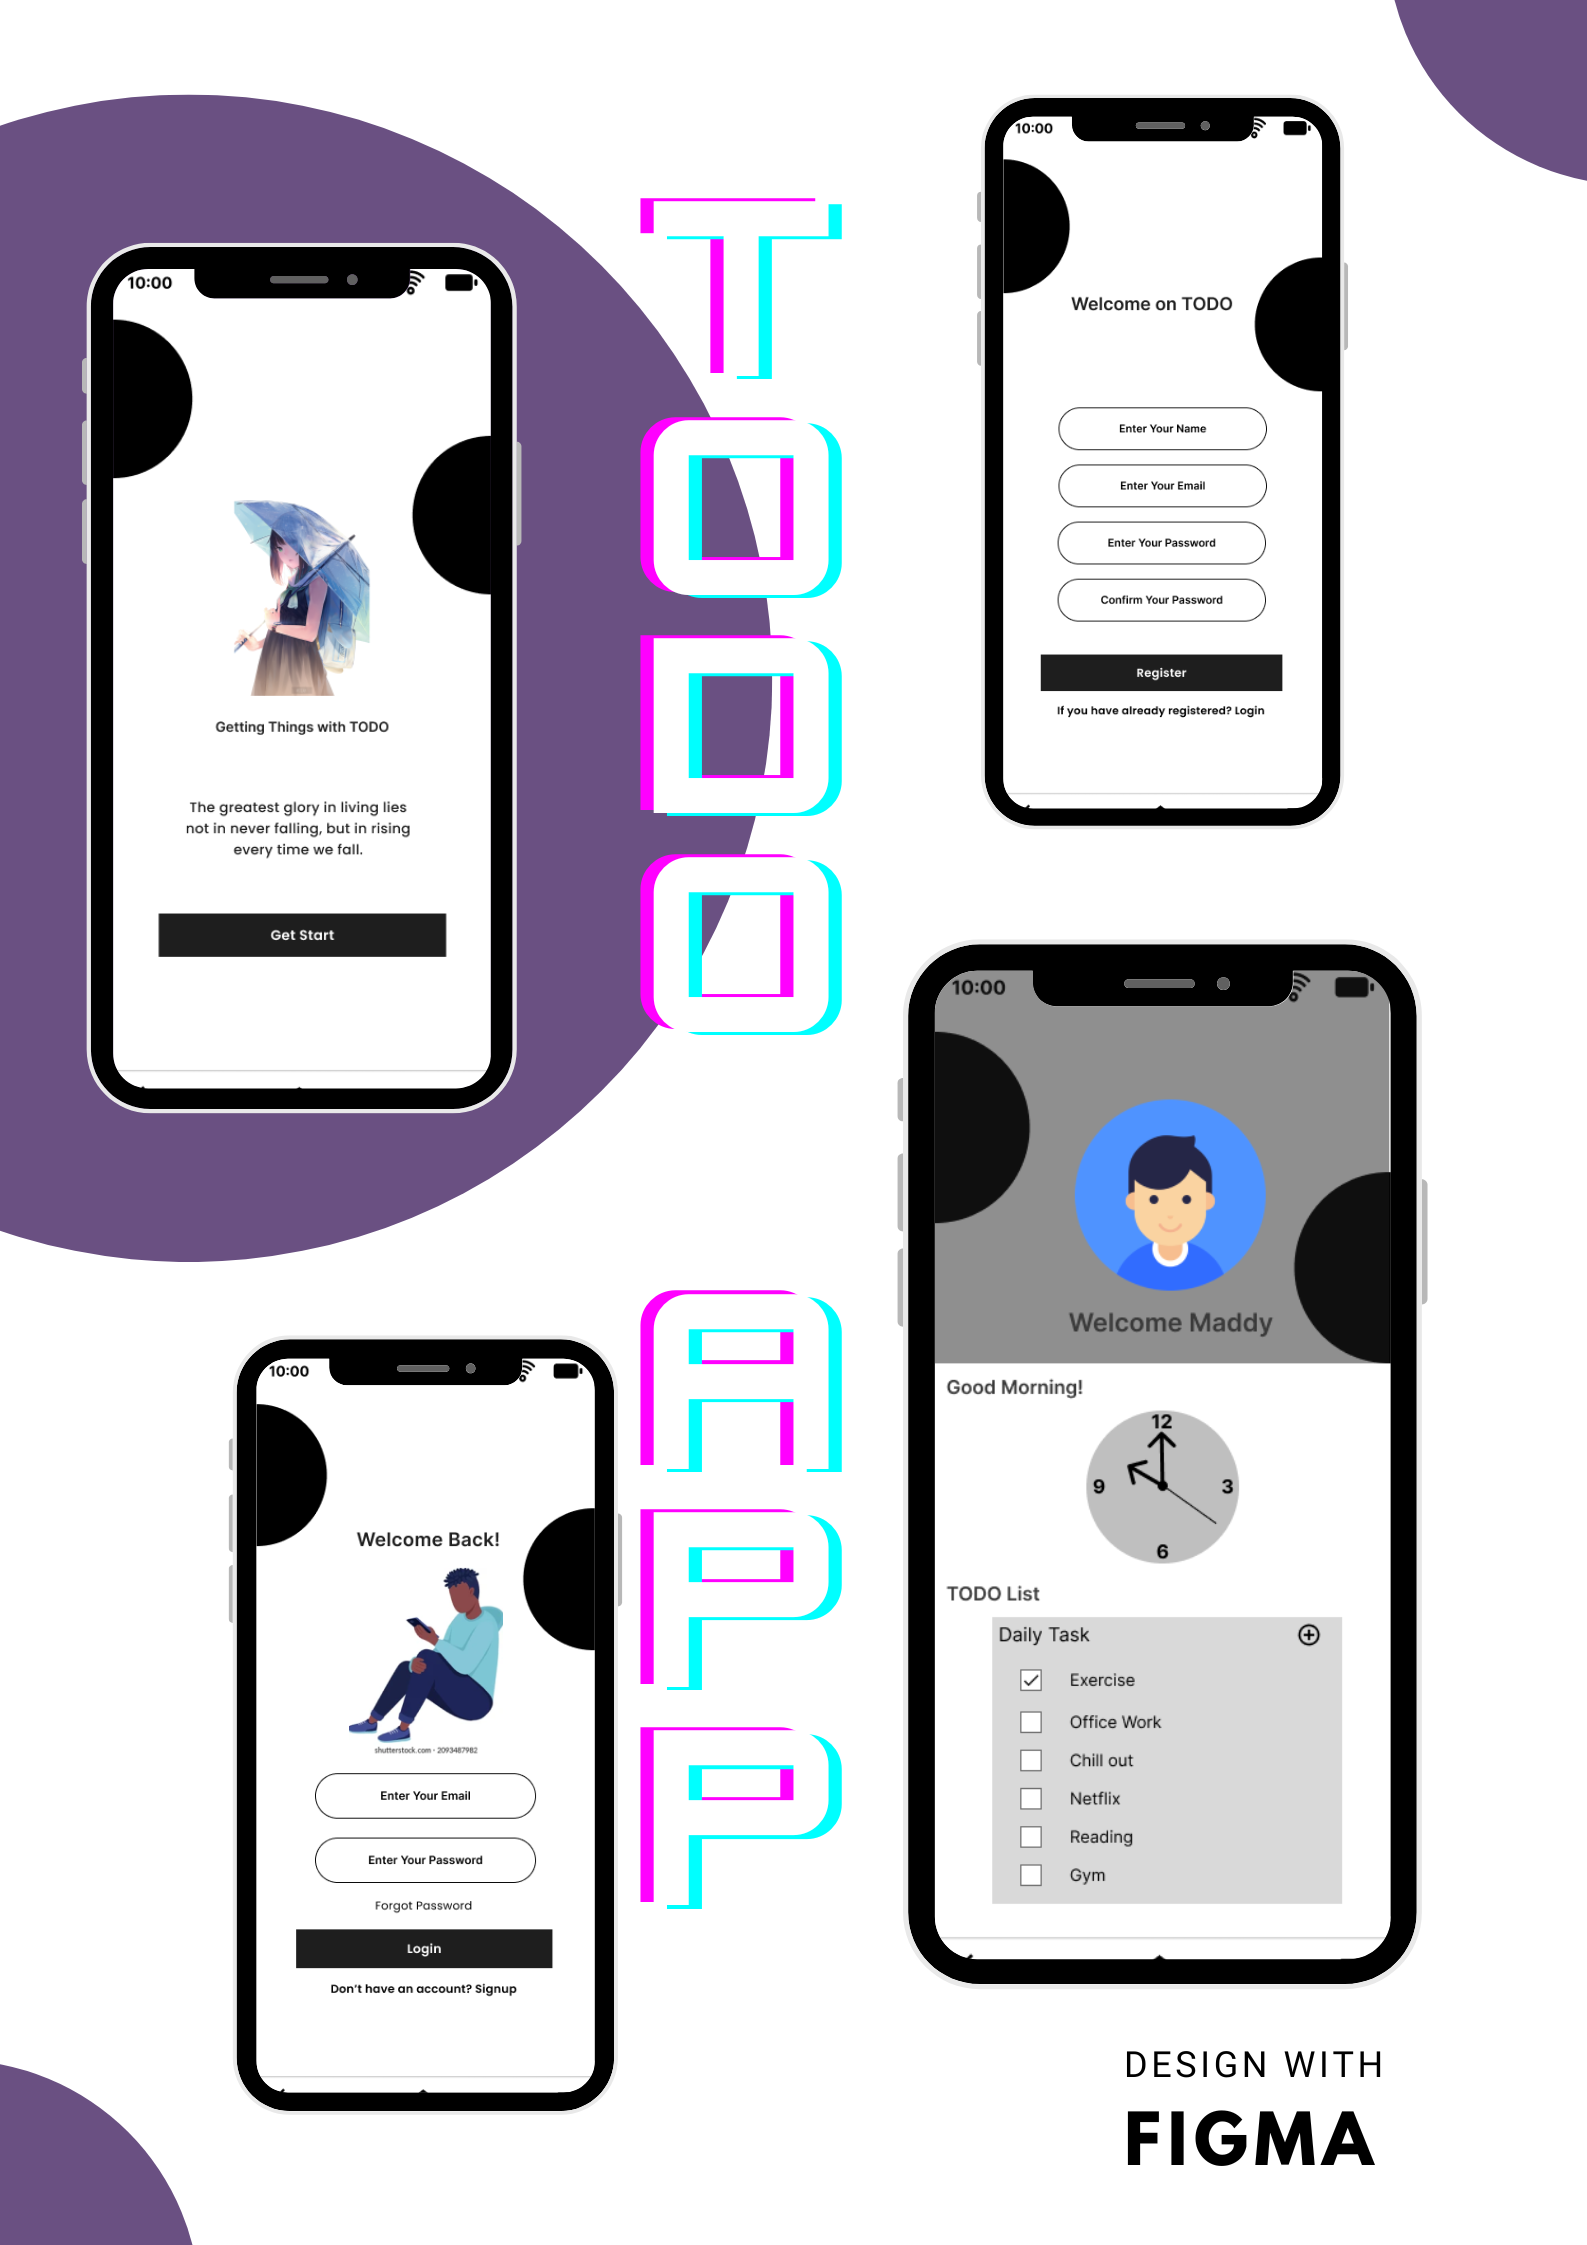 TODO
APP
10:00
Getting Things with TODO
The greatest glory in living lies
not in never falling, but in rising
every time we fall.
Get Start
10:00
Welcome on TODO
Enter Your Name
Enter Your Email
Enter Your Password
Confirm Your Password
Register
If you have already registered? Login
10:00
Welcome Back!
shutterstock.com · 2093487982
Enter Your Email
Enter Your Password
Forgot Password
Login
Don't have an account? Signup
10:00
Welcome Maddy
Good Morning!
12
9
3
6
TODO List
Daily Task
Exercise
Office Work
Chill out
Netflix
Reading
Gym
DESIGN WITH
FIGMA